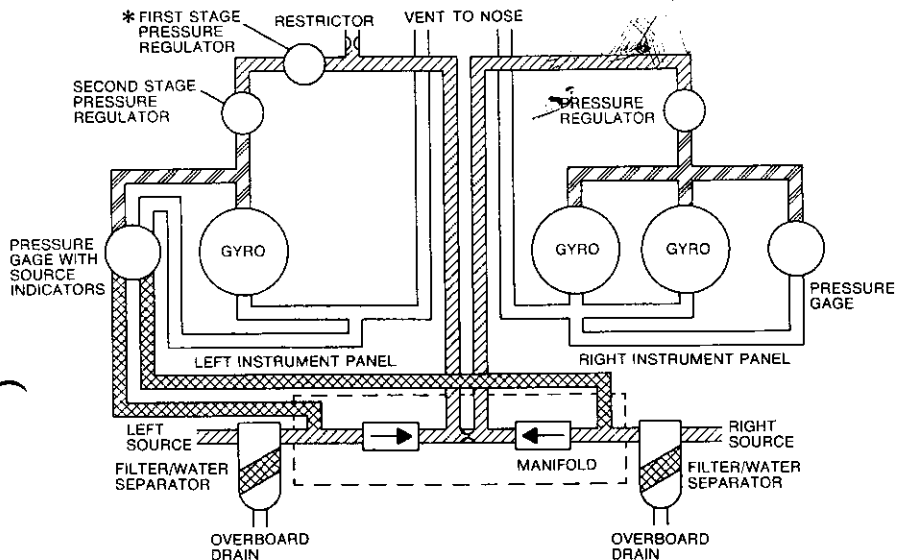 * FIRST STAGE
PRESSURE
REGULATOR
RESTRICTOR
VENT TO NOSE
SECOND STAGE
PRESSURE
REGULATOR
PRESSURE
REGULATOR
PRESSURE
GAGE WITH
SOURCE
INDICATORS
GYRO
GYRO
GYRO
PRESSURE
GAGE
LEFT INSTRUMENT PANEL
RIGHT INSTRUMENT PANEL
LEFT
SOURCE
RIGHT
SOURCE
MANIFOLD
FILTER/WATER
SEPARATOR
FILTER/WATER
SEPARATOR
OVERBOARD
DRAIN
OVERBOARD
DRAIN